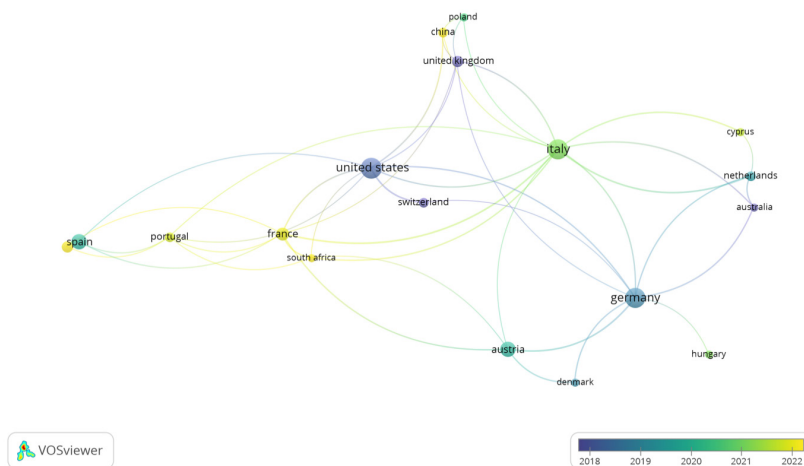 poland
china
united kingdom
cyprus
italy
united states
netherlands
switzerland
australia
france
portugal
spain
south africa
germany
austria
hungary
denmark
VOSviewer
2018 2019 2020 2021 2022